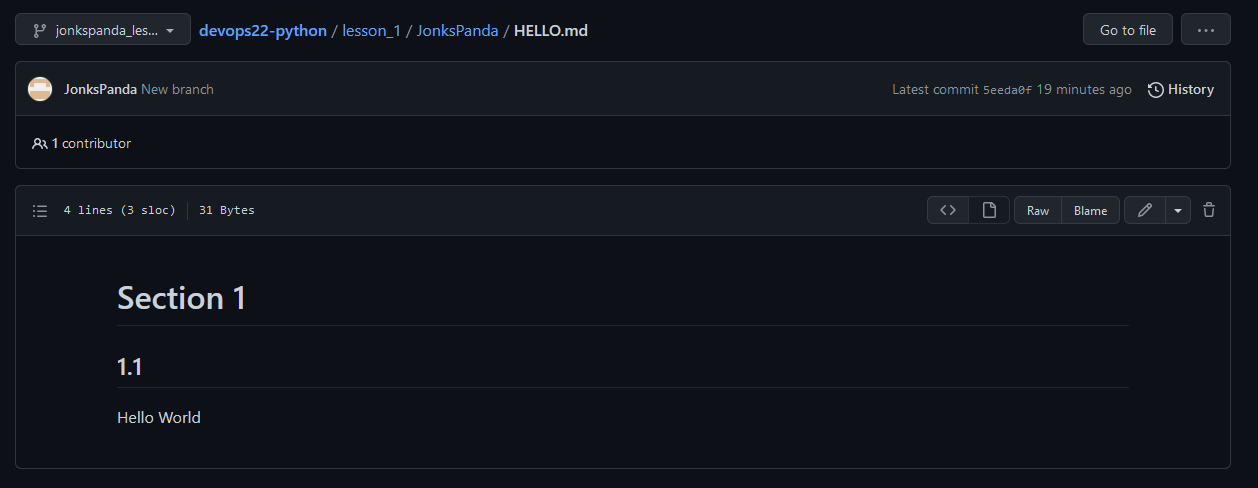 jonkspanda_les... devops22-python / lesson_1 / JonksPanda / HELLO.md Go to file ...
JonksPanda New branch Latest commit 5eeda0f 19 minutes ago History
1 contributor
4 lines (3 sloc) 31 Bytes <> Raw Blame
Section 1
1.1
Hello World